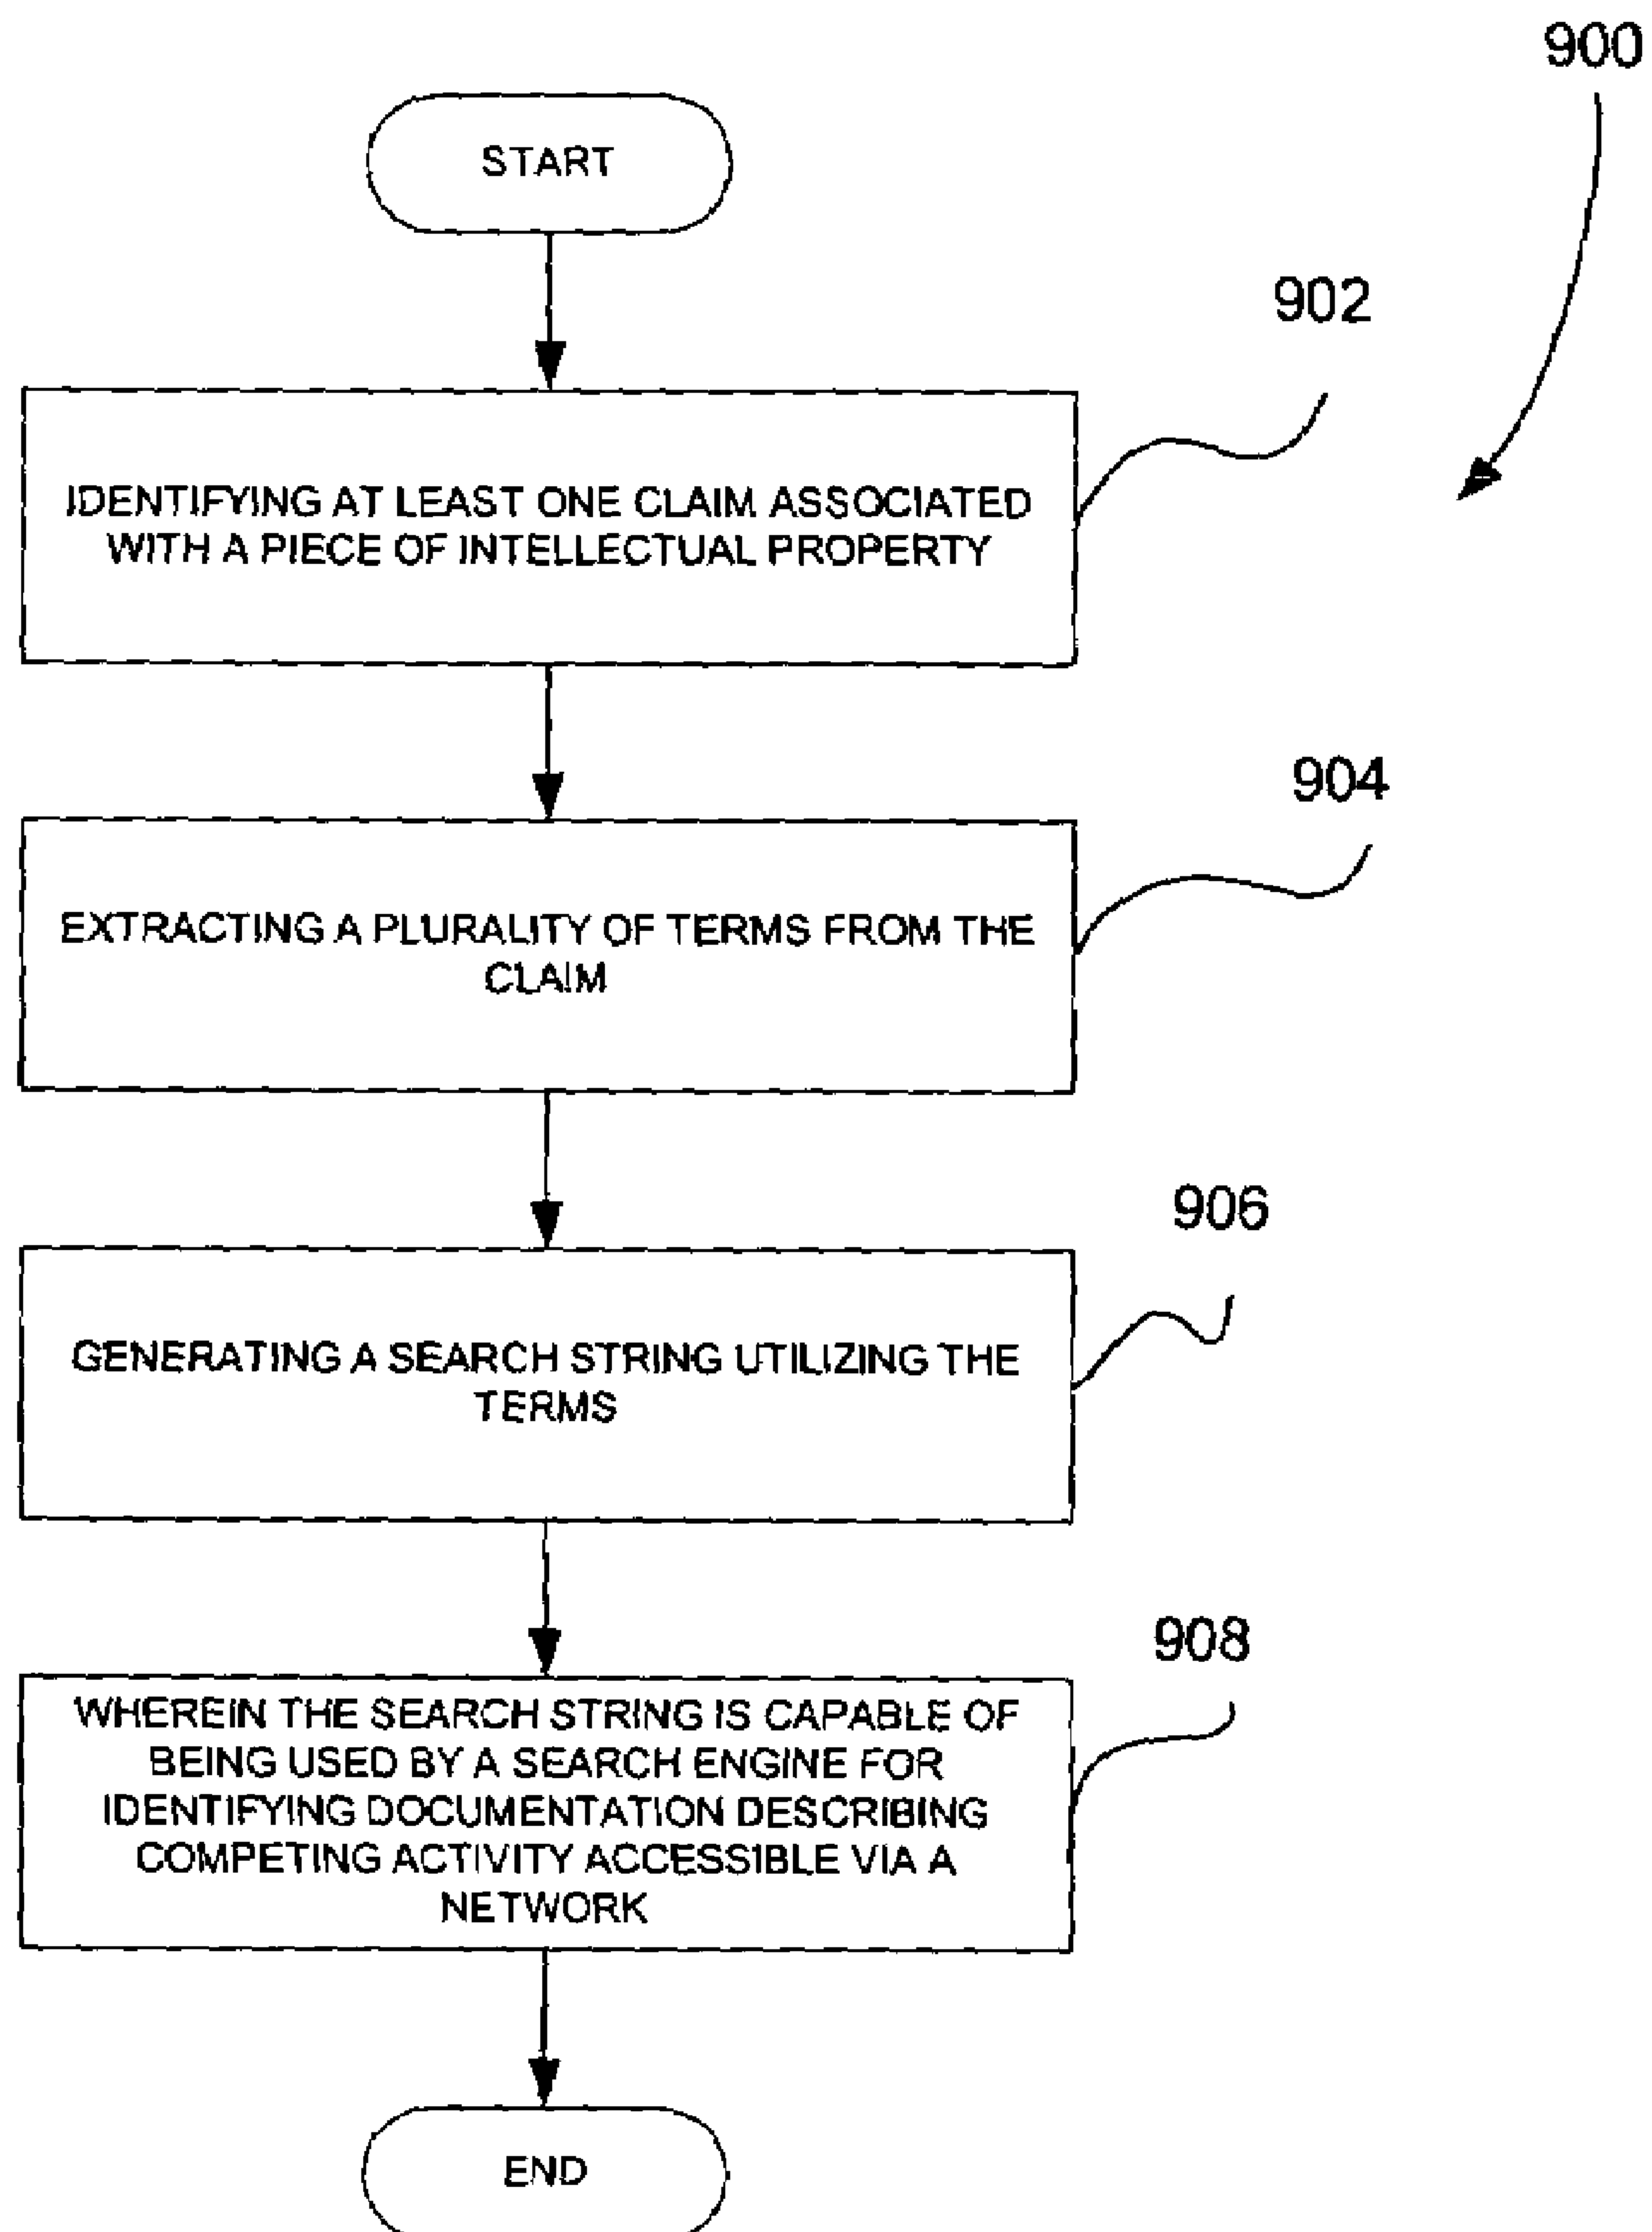 900
START
902
IDENTIFYING AT LEAST ONE CLAIM ASSOCIATED
WITH A PIECE OF INTELLECTUAL PROPERTY
904
EXTRACTING A PLURALITY OF TERMS FROM THE
CLAIM
906
GENERATING A SEARCH STRING UTILIZING THE
TERMS
908
WHEREIN THE SEARCH STRING IS CAPABLE OF
BEING USED BY A SEARCH ENGINE FOR
IDENTIFYING DOCUMENTATION DESCRIBING
COMPETING ACTIVITY ACCESSIBLE VIA A
NETWORK
END